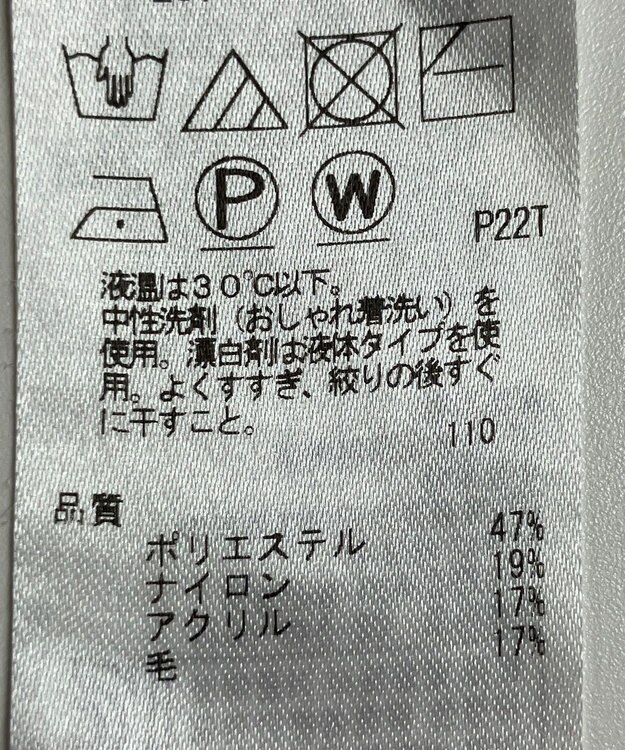 P
W
P22T
液温は30℃以下。
中性洗剤（おしゃれ着洗い）を
使用。漂白剤は液体タイプを使
用。よくすすぎ、絞りの後すぐ
に干すこと。
110
品質
ポリエステル 47%
ナイロン 19%
アクリル 17%
毛 17%